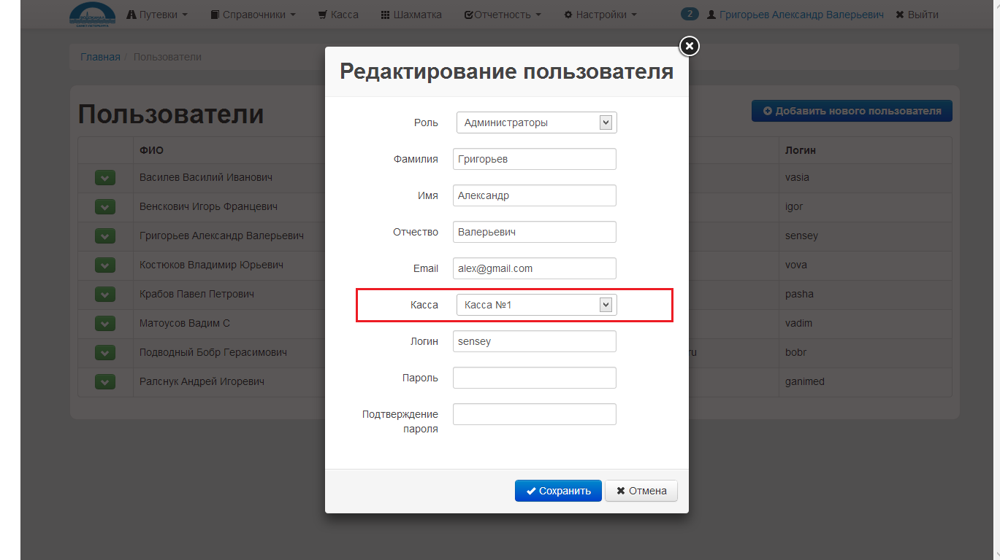 Путевки Справочники Касса Шахматка Отчетность Настройки 2 Григорьев Александр Валерьевич Выйти
САНКТ-ПЕТЕРБУРГА
Главная / Пользователи
Пользователи
Добавить нового пользователя
ФИО Логин
Василев Василий Иванович vasia
Венскович Игорь Францевич igor
Григорьев Александр Валерьевич sensey
Костюков Владимир Юрьевич vova
Крабов Павел Петрович pasha
Матоусов Вадим С vadim
Подводный Бобр Герасимович ru bobr
Ралснук Андрей Игоревич ganimed
Редактирование пользователя
Роль Администраторы
Фамилия Григорьев
Имя Александр
Отчество Валерьевич
Email alex@gmail.com
Касса Касса №1
Логин sensey
Пароль
Подтверждение
пароля
Сохранить Отмена